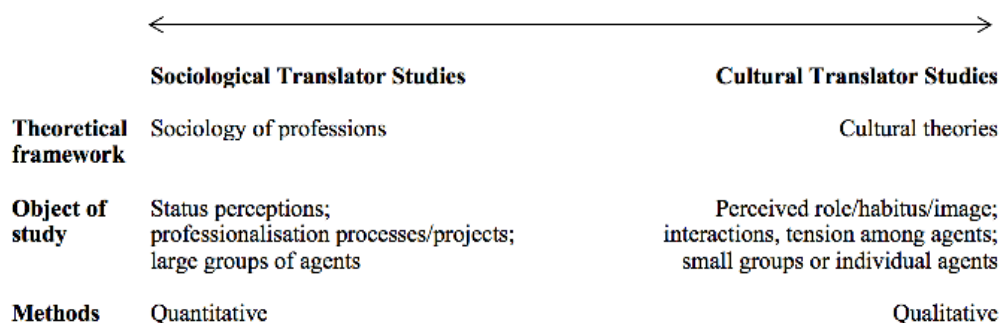 Sociological Translator Studies Cultural Translator Studies
Theoretical Sociology of professions Cultural theories
framework
Object of Status perceptions; Perceived role/habitus/image;
study professionalisation processes/projects; interactions, tension among agents;
large groups of agents small groups or individual agents
Methods Quantitative Qualitative